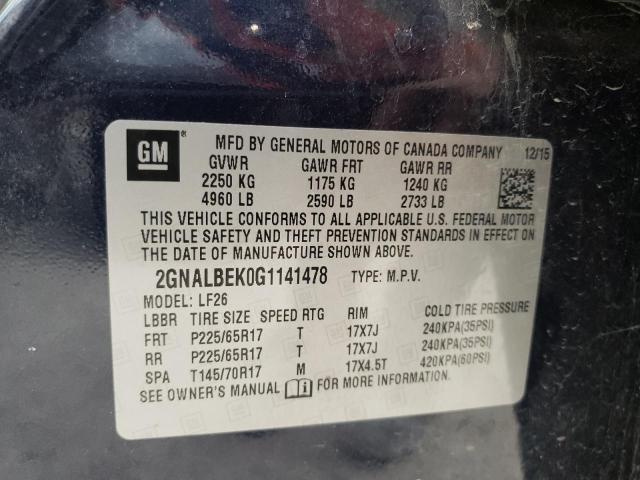 GM ® MFD BY GENERAL MOTORS OF CANADA COMPANY 12/15
GVWR GAWR FRT GAWR RR
2250 KG 1175 KG 1240 KG
4960 LB 2590 LB 2733 LB
THIS VEHICLE CONFORMS TO ALL APPLICABLE U.S. FEDERAL MOTOR
VEHICLE SAFETY AND THEFT PREVENTION STANDARDS IN EFFECT ON
THE DATE OF MANUFACTURE SHOWN ABOVE.
2GNALBEK0G1141478 TYPE: M.P.V.
MODEL: LF26
LBBR TIRE SIZE SPEED RTG RIM COLD TIRE PRESSURE
FRT P225/65R17 T 17X7J 240KPA(35PSI)
RR P225/65R17 T 17X7J 240KPA(35PSI)
SPA T145/70R17 M 17X4.5T 420KPA(60PSI)
SEE OWNER'S MANUAL FOR MORE INFORMATION.